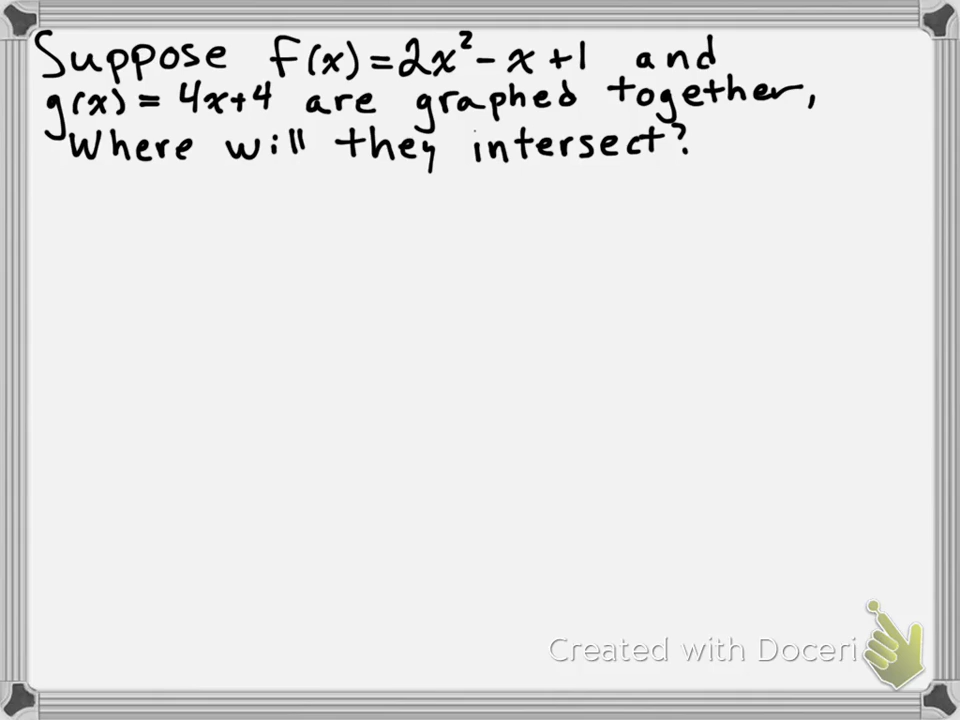 Suppose f(x) = 2x² - x + 1 and
g(x) = 4x+4 are graphed together,
Where will they intersect?
Created with Doceri